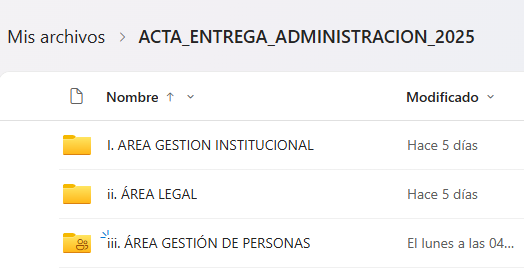 Mis archivos > ACTA_ENTREGA_ADMINISTRACION_2025
Nombre ↑ Modificado
I. AREA GESTION INSTITUCIONAL Hace 5 días
ii. ÁREA LEGAL Hace 5 días
iii. ÁREA GESTIÓN DE PERSONAS El lunes a las 04...